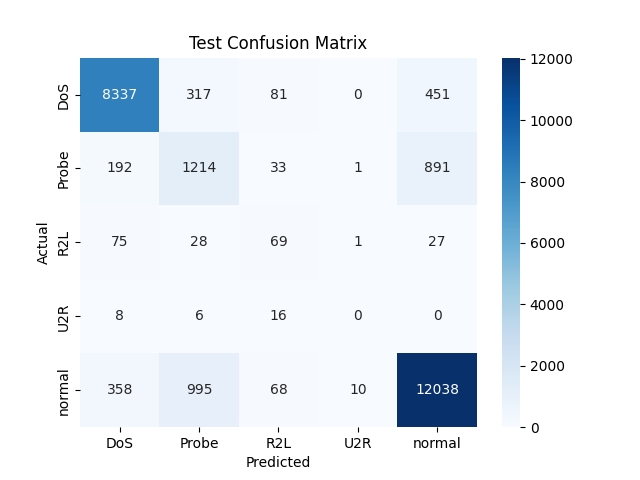 Test Confusion Matrix
DoS 8337 317 81 0 451
Probe 192 1214 33 1 891
R2L 75 28 69 1 27
U2R 8 6 16 0 0
normal 358 995 68 10 12038
DoS Probe R2L U2R normal
Predicted
Actual
12000
10000
8000
6000
4000
2000
0